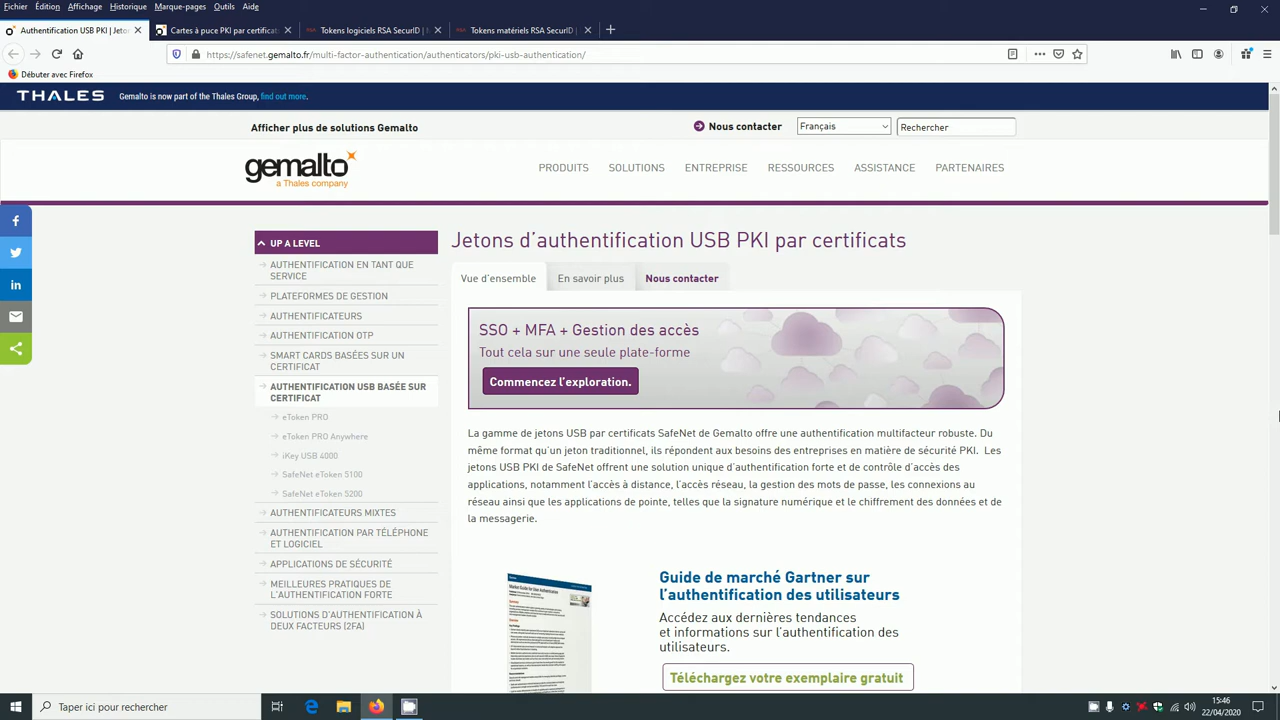 Fichier Édition Affichage Historique Marque-pages Outils Aide
Authentification USB PKI | Jeton
Cartes à puce PKI par certificats
Tokens logiciels RSA SecurID |
Tokens matériels RSA SecurID |
https://safenet.gemalto.fr/multi-factor-authentication/authenticators/pki-usb-authentication/
Débuter avec Firefox
THALES
Gemalto is now part of the Thales Group, find out more.
Afficher plus de solutions Gemalto
Nous contacter
Français
Rechercher
gemalto
a Thales company
PRODUITS SOLUTIONS ENTREPRISE RESSOURCES ASSISTANCE PARTENAIRES
UP A LEVEL
AUTHENTIFICATION EN TANT QUE
SERVICE
PLATEFORMES DE GESTION
AUTHENTIFICATEURS
AUTHENTIFICATION OTP
SMART CARDS BASÉES SUR UN
CERTIFICAT
AUTHENTIFICATION USB BASÉE SUR
CERTIFICAT
eToken PRO
eToken PRO Anywhere
iKey USB 4000
SafeNet eToken 5100
SafeNet eToken 5200
AUTHENTIFICATEURS MIXTES
AUTHENTIFICATION PAR TÉLÉPHONE
ET LOGICIEL
APPLICATIONS DE SÉCURITÉ
MEILLEURES PRATIQUES DE
L'AUTHENTIFICATION FORTE
SOLUTIONS D'AUTHENTIFICATION À
DEUX FACTEURS (2FA)
Jetons d'authentification USB PKI par certificats
Vue d'ensemble
En savoir plus
Nous contacter
SSO + MFA + Gestion des accès
Tout cela sur une seule plate-forme
Commencez l'exploration.
La gamme de jetons USB par certificats SafeNet de Gemalto offre une authentification multifacteur robuste. Du
même format qu'un jeton traditionnel, ils répondent aux besoins des entreprises en matière de sécurité PKI. Les
jetons USB PKI de SafeNet offrent une solution unique d'authentification forte et de contrôle d'accès des
applications, notamment l'accès à distance, l'accès réseau, la gestion des mots de passe, les connexions au
réseau ainsi que les applications de pointe, telles que la signature numérique et le chiffrement des données et de
la messagerie.
Guide de marché Gartner sur
l'authentification des utilisateurs
Accédez aux dernières tendances
et informations sur l'authentification des
utilisateurs.
Téléchargez votre exemplaire gratuit
Taper ici pour rechercher
15:46
22/04/2020